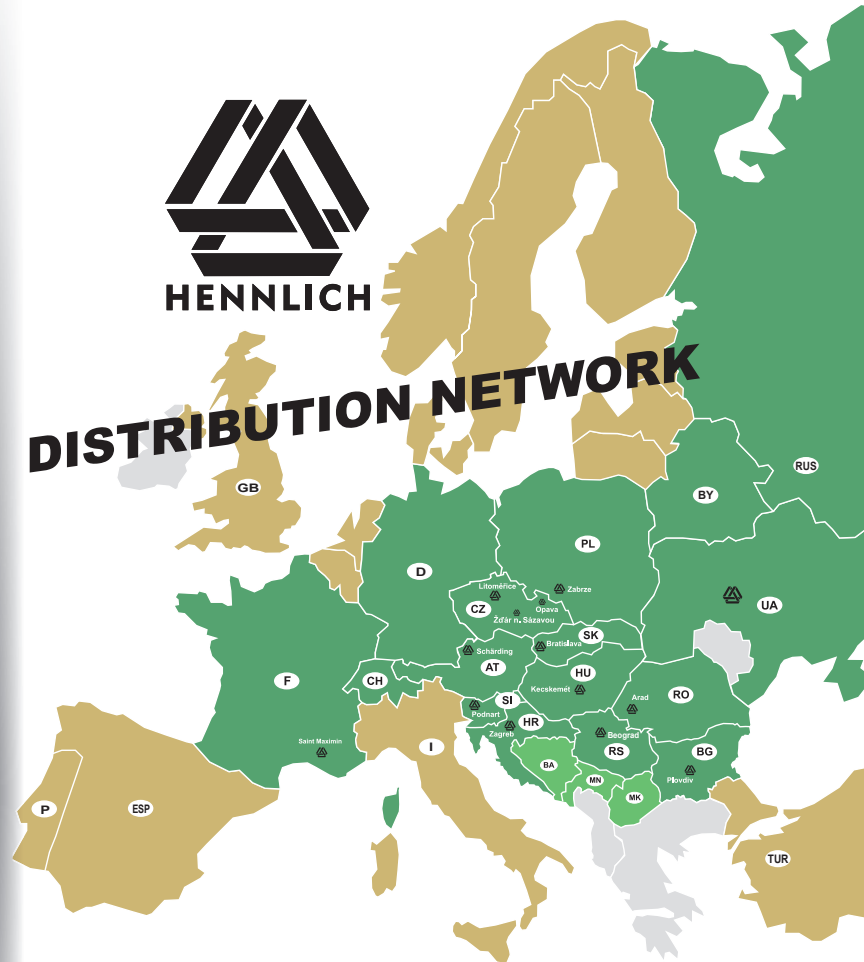 HENNLICH
DISTRIBUTION NETWORK
RUS
GB
BY
PL
D
Litoměřice
Zabrze
CZ
Opava
UA
Žďár n. Sázavou
SK
Bratislava
Schärding
AT
F
CH
HU
Kecskemét
RO
SI
Arad
Podnart
HR
Zagreb
Beograd
Saint Maximin
I
RS
BG
BA
Plovdiv
MN
MK
P
ESP
TUR